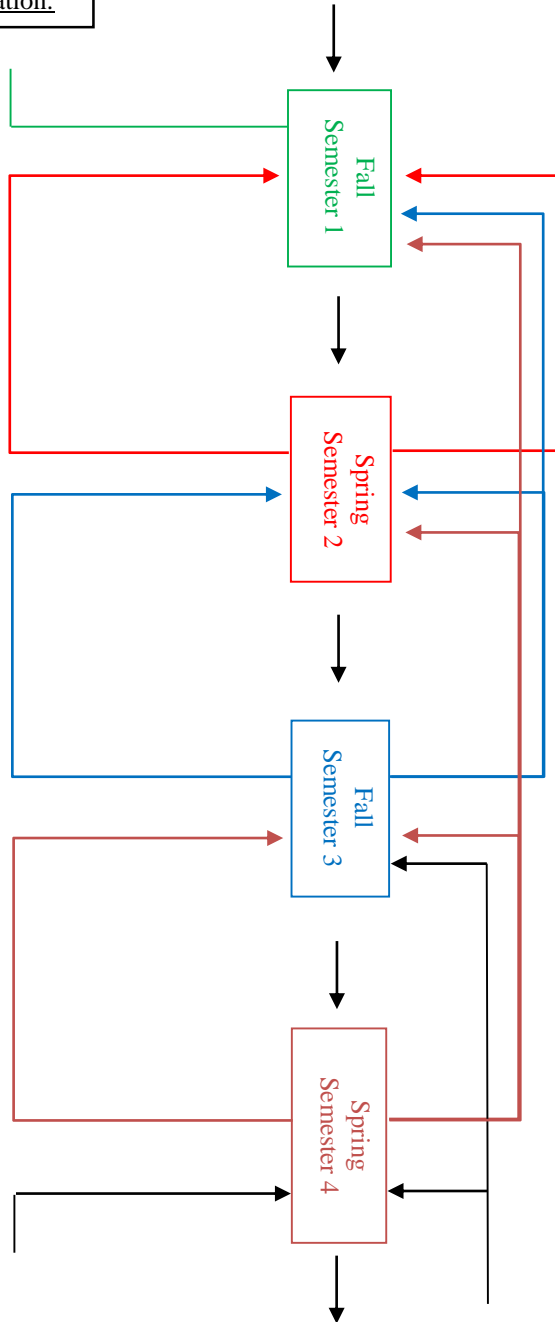 ation.
Fall
Semester 1
Spring
Semester 2
Fall
Semester 3
Spring
Semester 4